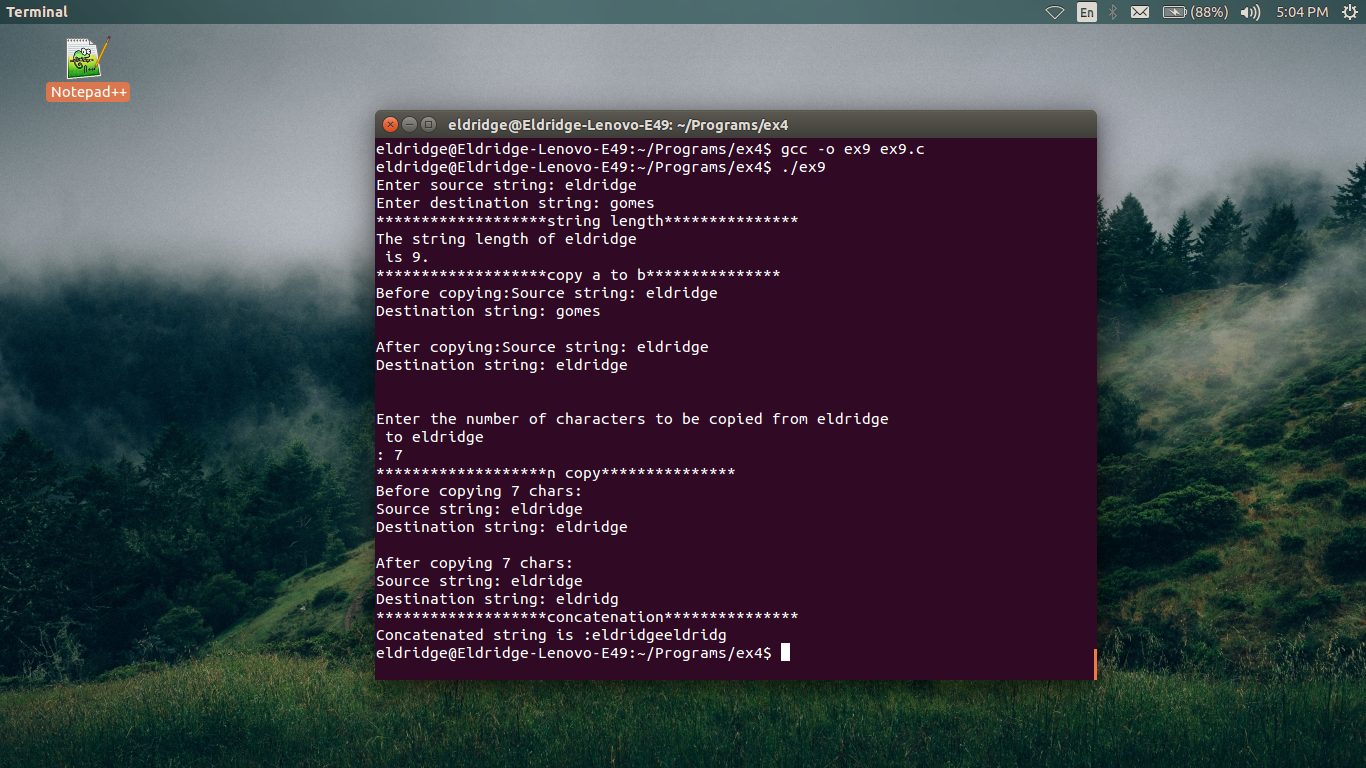 Terminal
En
(88%)
5:04 PM
Notepad++
eldridge@Eldridge-Lenovo-E49: ~/Programs/ex4
eldridge@Eldridge-Lenovo-E49:~/Programs/ex4$ gcc -o ex9 ex9.c
eldridge@Eldridge-Lenovo-E49:~/Programs/ex4$ ./ex9
Enter source string: eldridge
Enter destination string: gomes
*******************string length***************
The string length of eldridge
 is 9.
*******************copy a to b***************
Before copying:Source string: eldridge
Destination string: gomes
After copying:Source string: eldridge
Destination string: eldridge
Enter the number of characters to be copied from eldridge
 to eldridge
: 7
*******************n copy***************
Before copying 7 chars:
Source string: eldridge
Destination string: eldridge
After copying 7 chars:
Source string: eldridge
Destination string: eldridg
*******************concatenation***************
Concatenated string is :eldridgeeldridg
eldridge@Eldridge-Lenovo-E49:~/Programs/ex4$